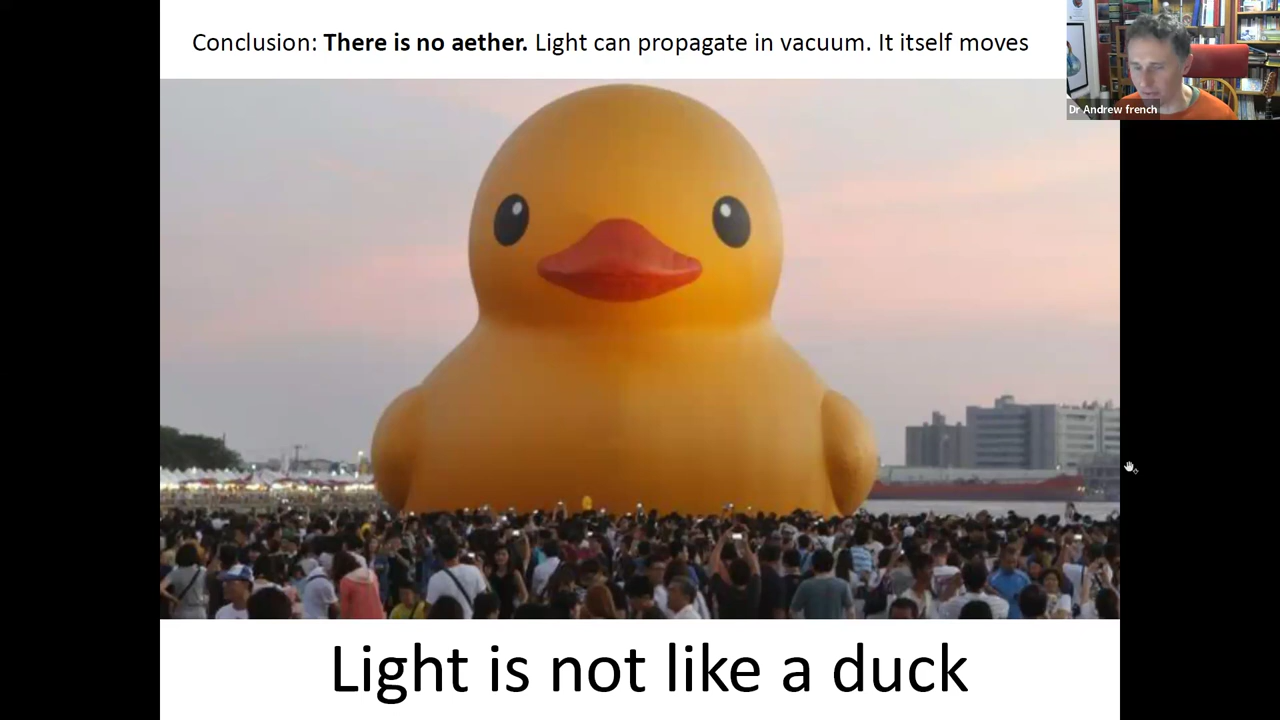 Conclusion: There is no aether. Light can propagate in vacuum. It itself moves
Dr Andrew french
Light is not like a duck